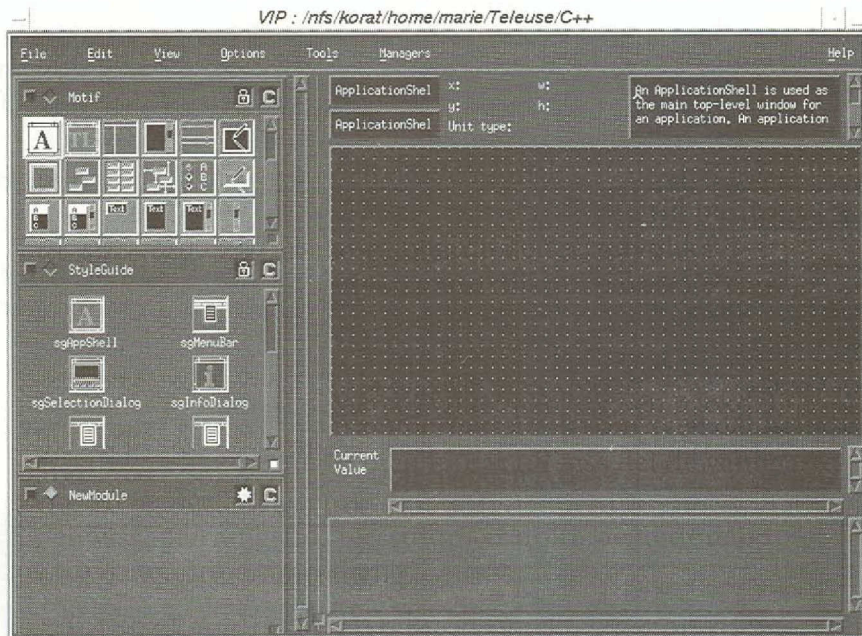 VIP : /nfs/korat/home/marie/Teleuse/C++
File Edit View Options Tools Managers Help
Motif C
ApplicationShel x: w:
y: h:
ApplicationShel Unit type:
An ApplicationShell is used as
the main top-level window for
an application. An application
A
A B C
A B C A B C Text Text Text
StyleGuide C
A
sgAppShell sgMenuBar
i
sgSelectionDialog sgInfoDialog
Current
Value
NewModule C